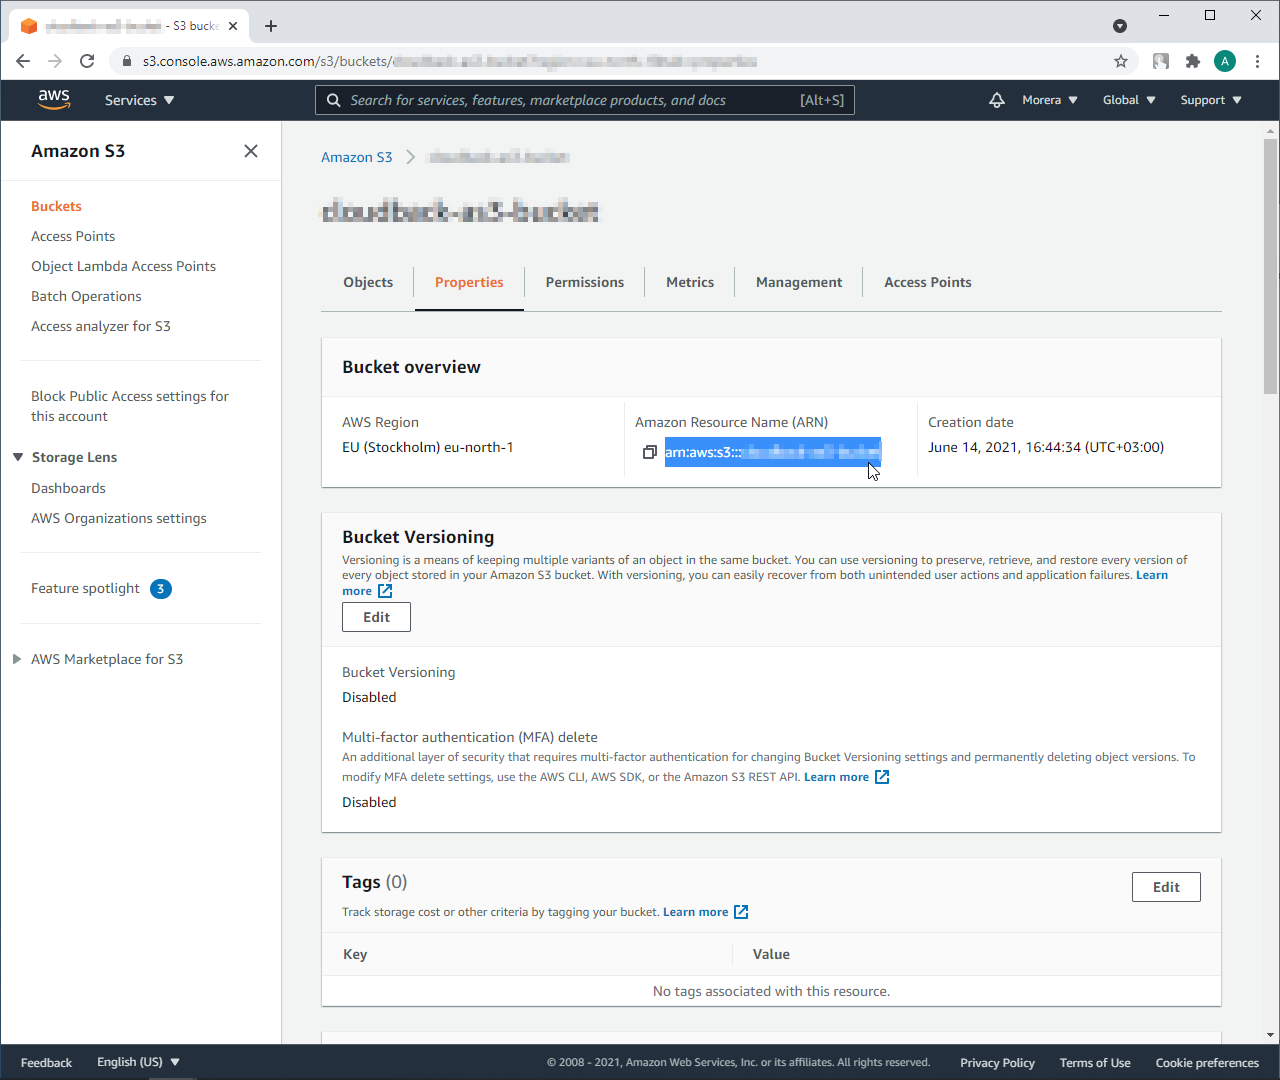 - S3 bucke
s3.console.aws.amazon.com/s3/buckets/
A
aws
Services
Search for services, features, marketplace products, and docs [Alt+S]
Morera
Global
Support
Amazon S3
Buckets
Access Points
Object Lambda Access Points
Batch Operations
Access analyzer for S3
Block Public Access settings for
this account
Storage Lens
Dashboards
AWS Organizations settings
Feature spotlight 3
AWS Marketplace for S3
Amazon S3
Objects Properties Permissions Metrics Management Access Points
Bucket overview
AWS Region
EU (Stockholm) eu-north-1
Amazon Resource Name (ARN)
arn:aws:s3:::
Creation date
June 14, 2021, 16:44:34 (UTC+03:00)
Bucket Versioning
Versioning is a means of keeping multiple variants of an object in the same bucket. You can use versioning to preserve, retrieve, and restore every version of
every object stored in your Amazon S3 bucket. With versioning, you can easily recover from both unintended user actions and application failures. Learn
more
Edit
Bucket Versioning
Disabled
Multi-factor authentication (MFA) delete
An additional layer of security that requires multi-factor authentication for changing Bucket Versioning settings and permanently deleting object versions. To
modify MFA delete settings, use the AWS CLI, AWS SDK, or the Amazon S3 REST API. Learn more
Disabled
Tags (0)
Edit
Track storage cost or other criteria by tagging your bucket. Learn more
Key Value
No tags associated with this resource.
Feedback English (US) © 2008 - 2021, Amazon Web Services, Inc. or its affiliates. All rights reserved. Privacy Policy Terms of Use Cookie preferences